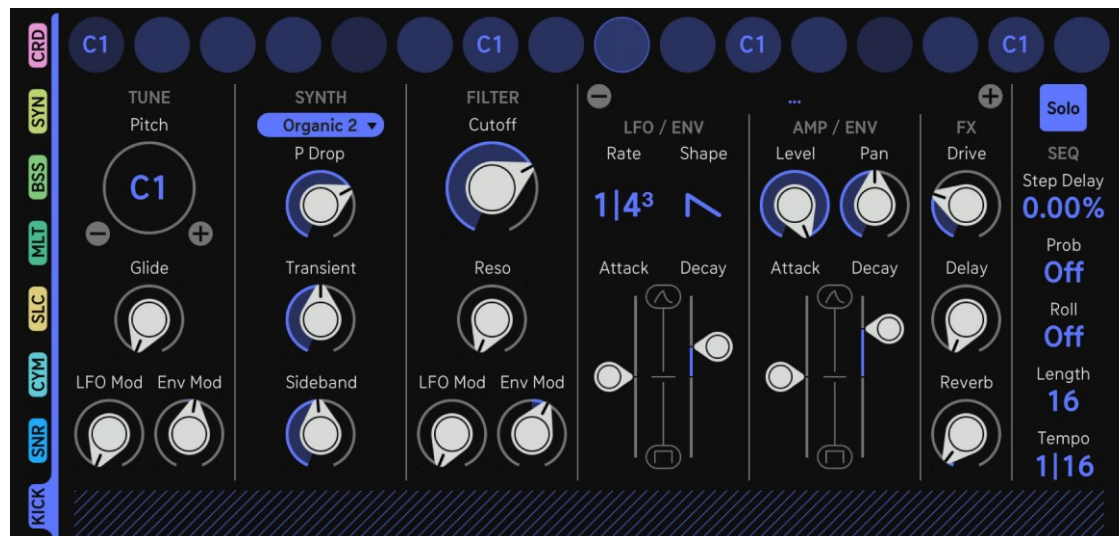 CRD
SYN
BSS
MLT
SLC
CYM
SNR
KICK
C1 C1 C1 C1
TUNE
Pitch
C1
Glide
LFO Mod Env Mod
SYNTH
Organic 2
P Drop
Transient
Sideband
FILTER
Cutoff
Reso
LFO Mod Env Mod
...
LFO / ENV
Rate Shape
1|4³
Attack Decay
AMP / ENV
Level Pan
Attack Decay
FX
Drive
Delay
Reverb
Solo
SEQ
Step Delay
0.00%
Prob
Off
Roll
Off
Length
16
Tempo
1|16